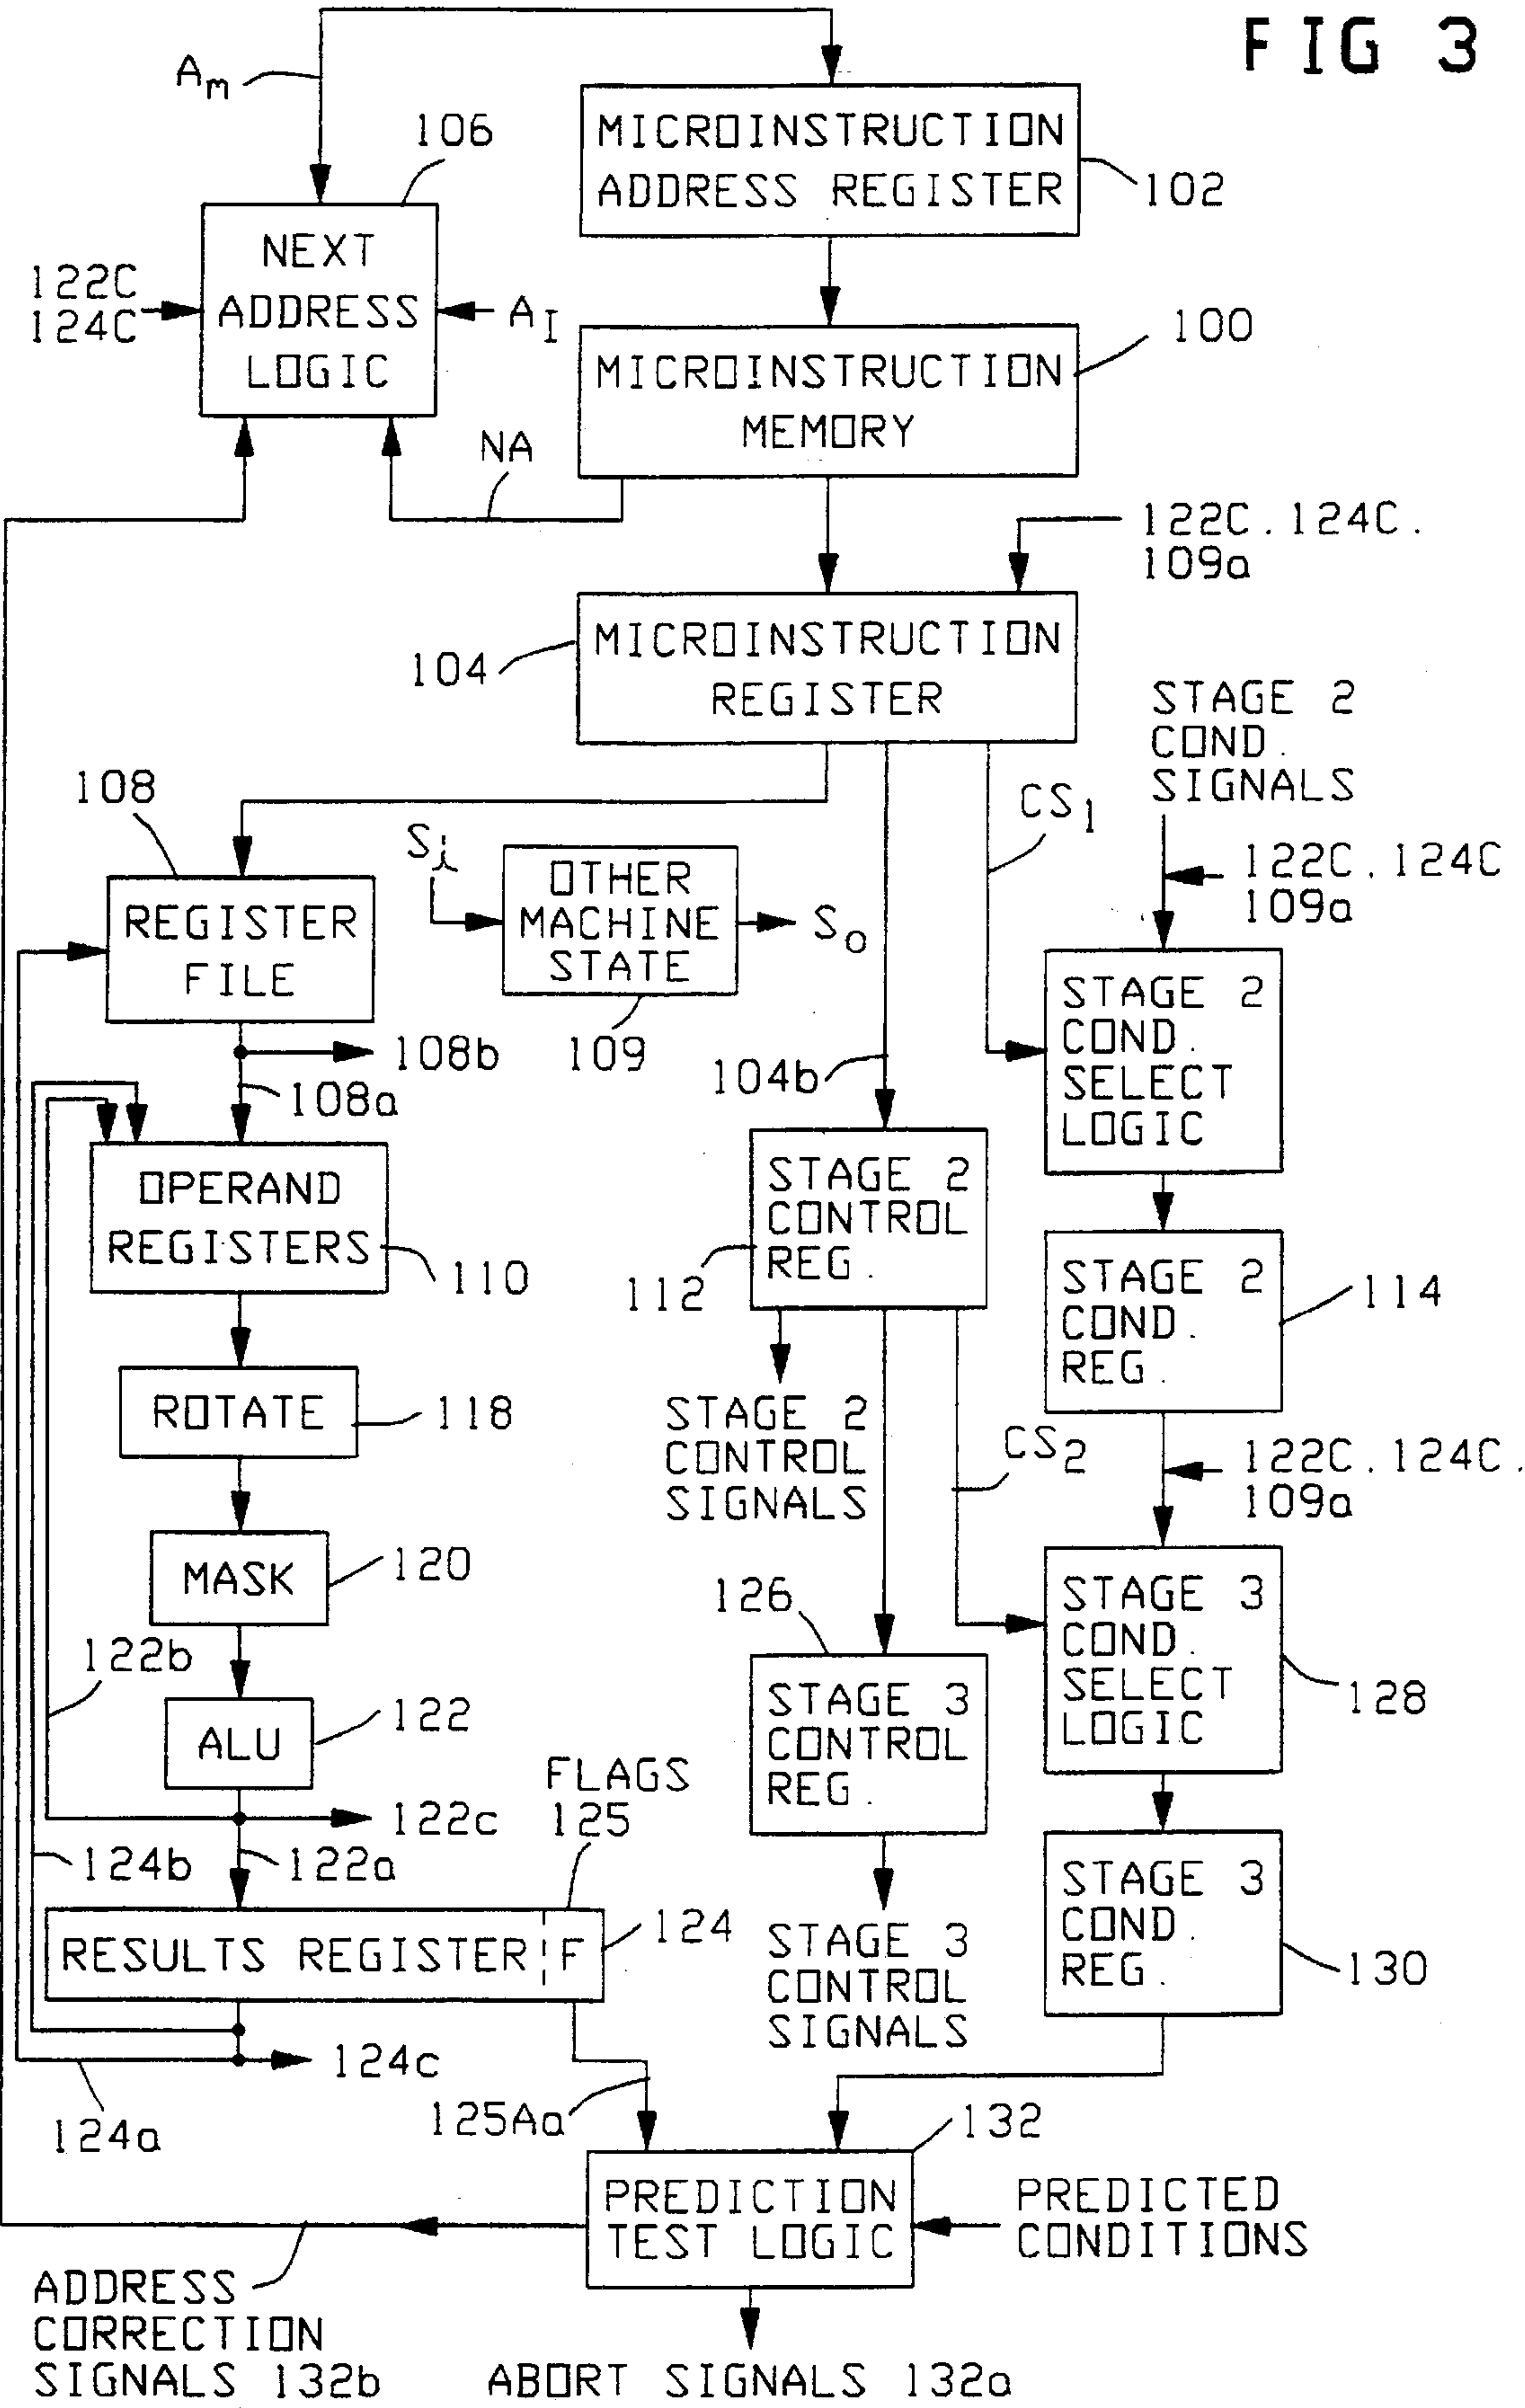 FIG 3
Am
106
MICROINSTRUCTION
ADDRESS REGISTER
102
NEXT
ADDRESS
LOGIC
122C
124C
AI
100
MICROINSTRUCTION
MEMORY
NA
122C.124C.
109a
MICROINSTRUCTION
REGISTER
104
STAGE 2
COND.
SIGNALS
108
CS1
Si
OTHER
MACHINE
STATE
So
109
122C.124C
109a
REGISTER
FILE
108b
108a
104b
STAGE 2
COND.
SELECT
LOGIC
OPERAND
REGISTERS
110
STAGE 2
CONTROL
REG.
112
STAGE 2
COND.
REG.
114
ROTATE
118
STAGE 2
CONTROL
SIGNALS
CS2
122C.124C.
109a
MASK
120
126
STAGE 3
COND.
SELECT
LOGIC
128
122b
ALU
122
STAGE 3
CONTROL
REG.
FLAGS
125
122c
124b
122a
RESULTS REGISTER
F
124
STAGE 3
CONTROL
SIGNALS
STAGE 3
COND.
REG.
130
124c
124a
125Aa
132
PREDICTION
TEST LOGIC
PREDICTED
CONDITIONS
ADDRESS
CORRECTION
SIGNALS 132b
ABORT SIGNALS 132a